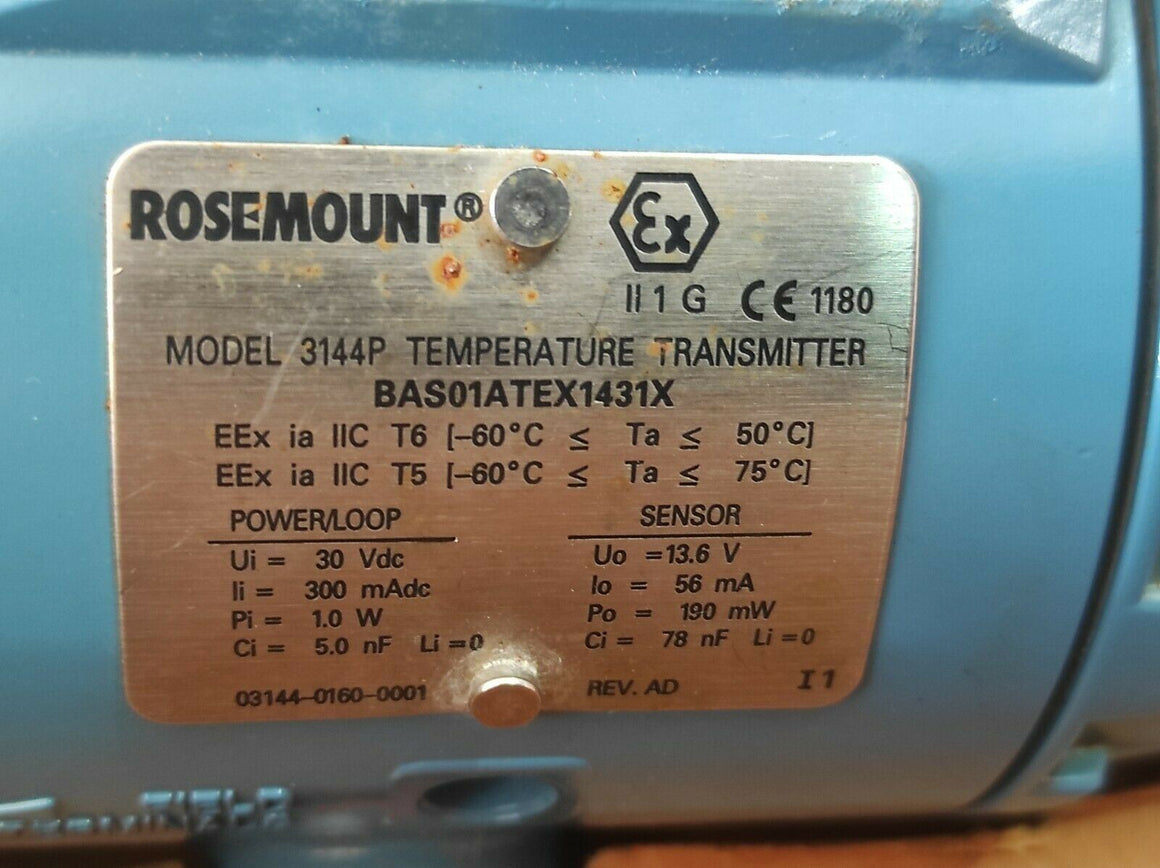 ROSEMOUNT®
Ex
II 1 G CE 1180
MODEL 3144P TEMPERATURE TRANSMITTER
BAS01ATEX1431X
EEx ia IIC T6 [–60°C ≤ Ta ≤ 50°C]
EEx ia IIC T5 [–60°C ≤ Ta ≤ 75°C]
POWER/LOOP
Ui = 30 Vdc
Ii = 300 mAdc
Pi = 1.0 W
Ci = 5.0 nF Li =0
SENSOR
Uo =13.6 V
Io = 56 mA
Po = 190 mW
Ci = 78 nF Li =0
03144–0160–0001
REV. AD
I 1
FIELD